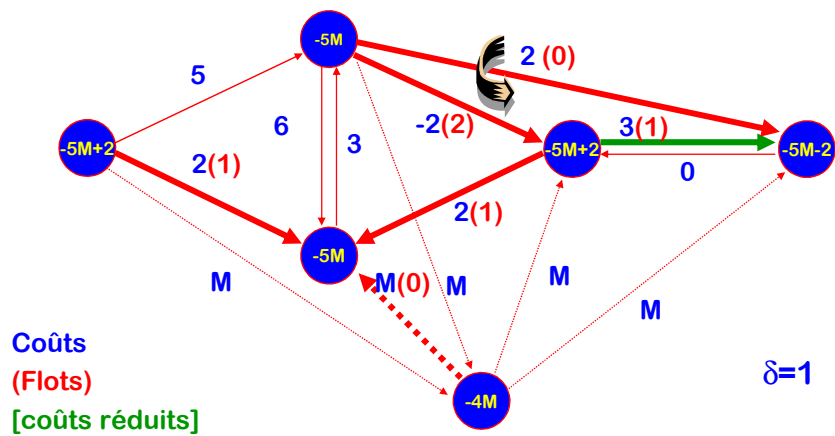 -5M
2 (0)
5
6
3
-2(2)
3(1)
-5M+2
-5M+2
-5M-2
2(1)
0
2(1)
-5M
M
M(0)
M
M
M
Coûts
(Flots)
[coûts réduits]
-4M
δ=1